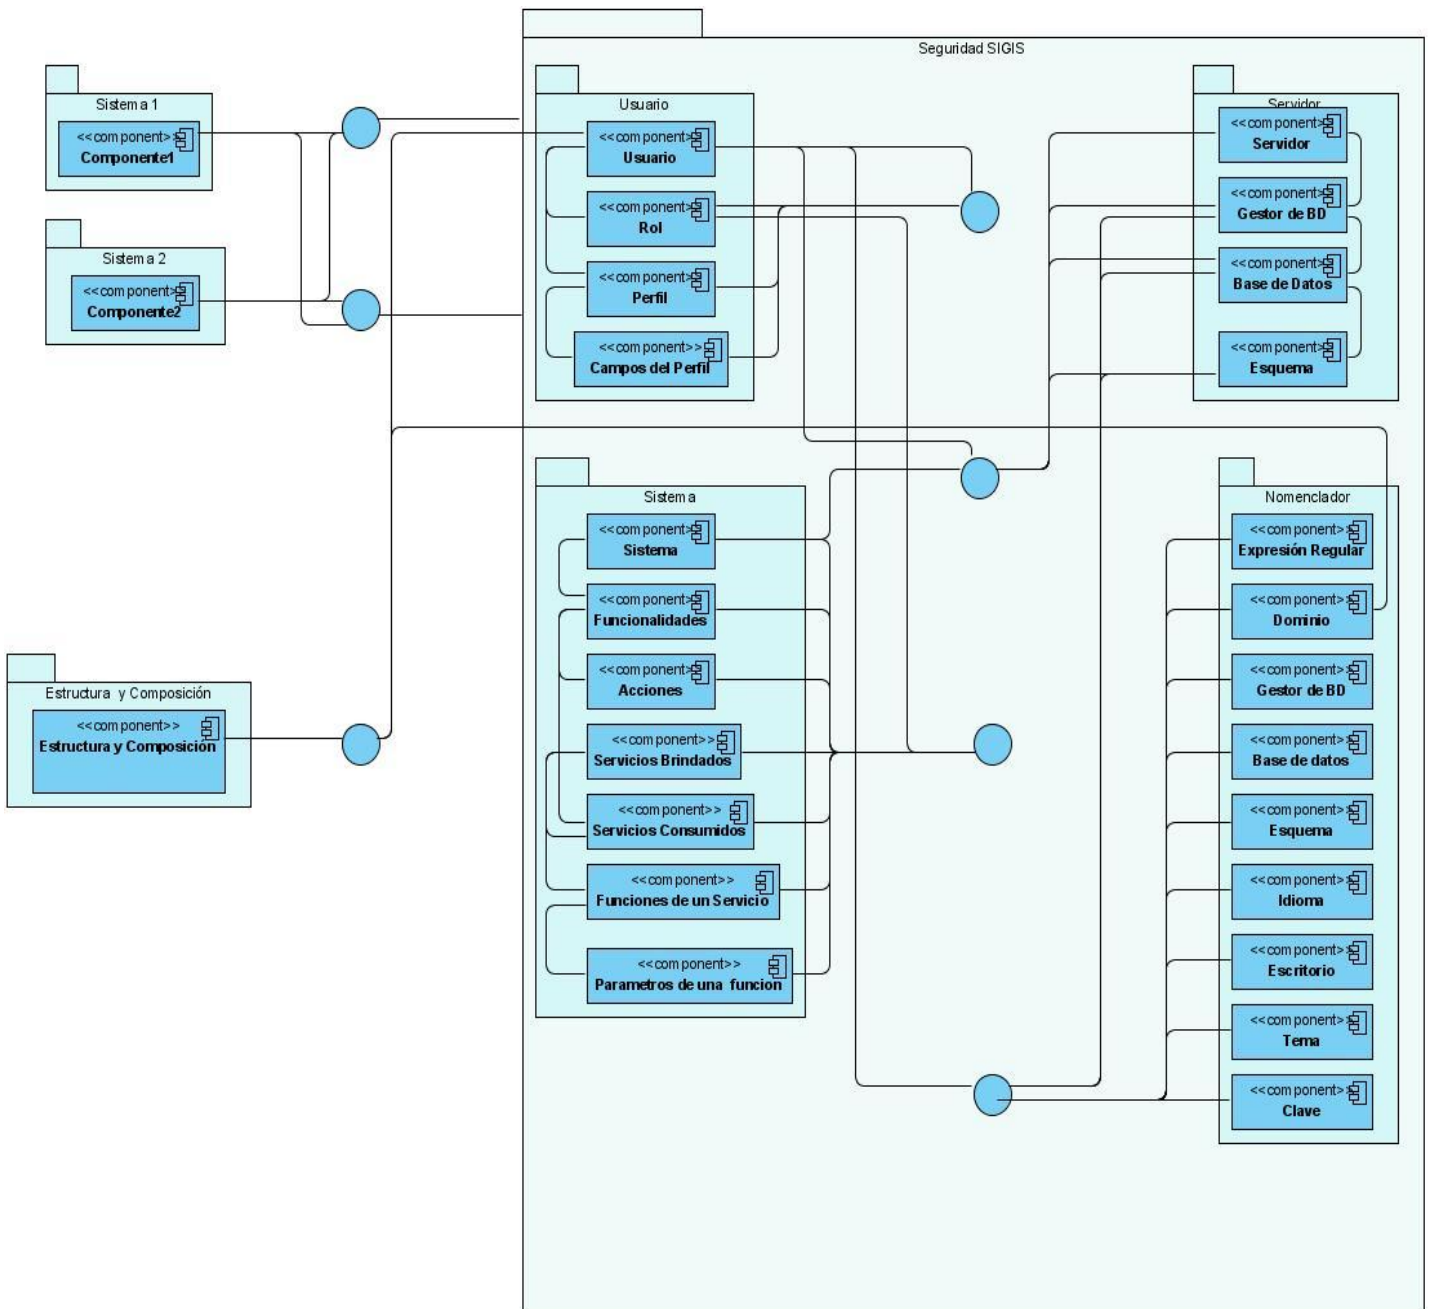 Seguridad SIGIS
Sistema 1
<<component>>
Componente1
Sistema 2
<<component>>
Componente2
Estructura y Composición
<<component>>
Estructura y Composición
Usuario
<<component>>
Usuario
<<component>>
Rol
<<component>>
Perfil
<<component>>
Campos del Perfil
Servidor
<<component>>
Servidor
<<component>>
Gestor de BD
<<component>>
Base de Datos
<<component>>
Esquema
Sistema
<<component>>
Sistema
<<component>>
Funcionalidades
<<component>>
Acciones
<<component>>
Servicios Brindados
<<component>>
Servicios Consumidos
<<component>>
Funciones de un Servicio
<<component>>
Parametros de una funcion
Nomenclador
<<component>>
Expresión Regular
<<component>>
Dominio
<<component>>
Gestor de BD
<<component>>
Base de datos
<<component>>
Esquema
<<component>>
Idioma
<<component>>
Escritorio
<<component>>
Tema
<<component>>
Clave